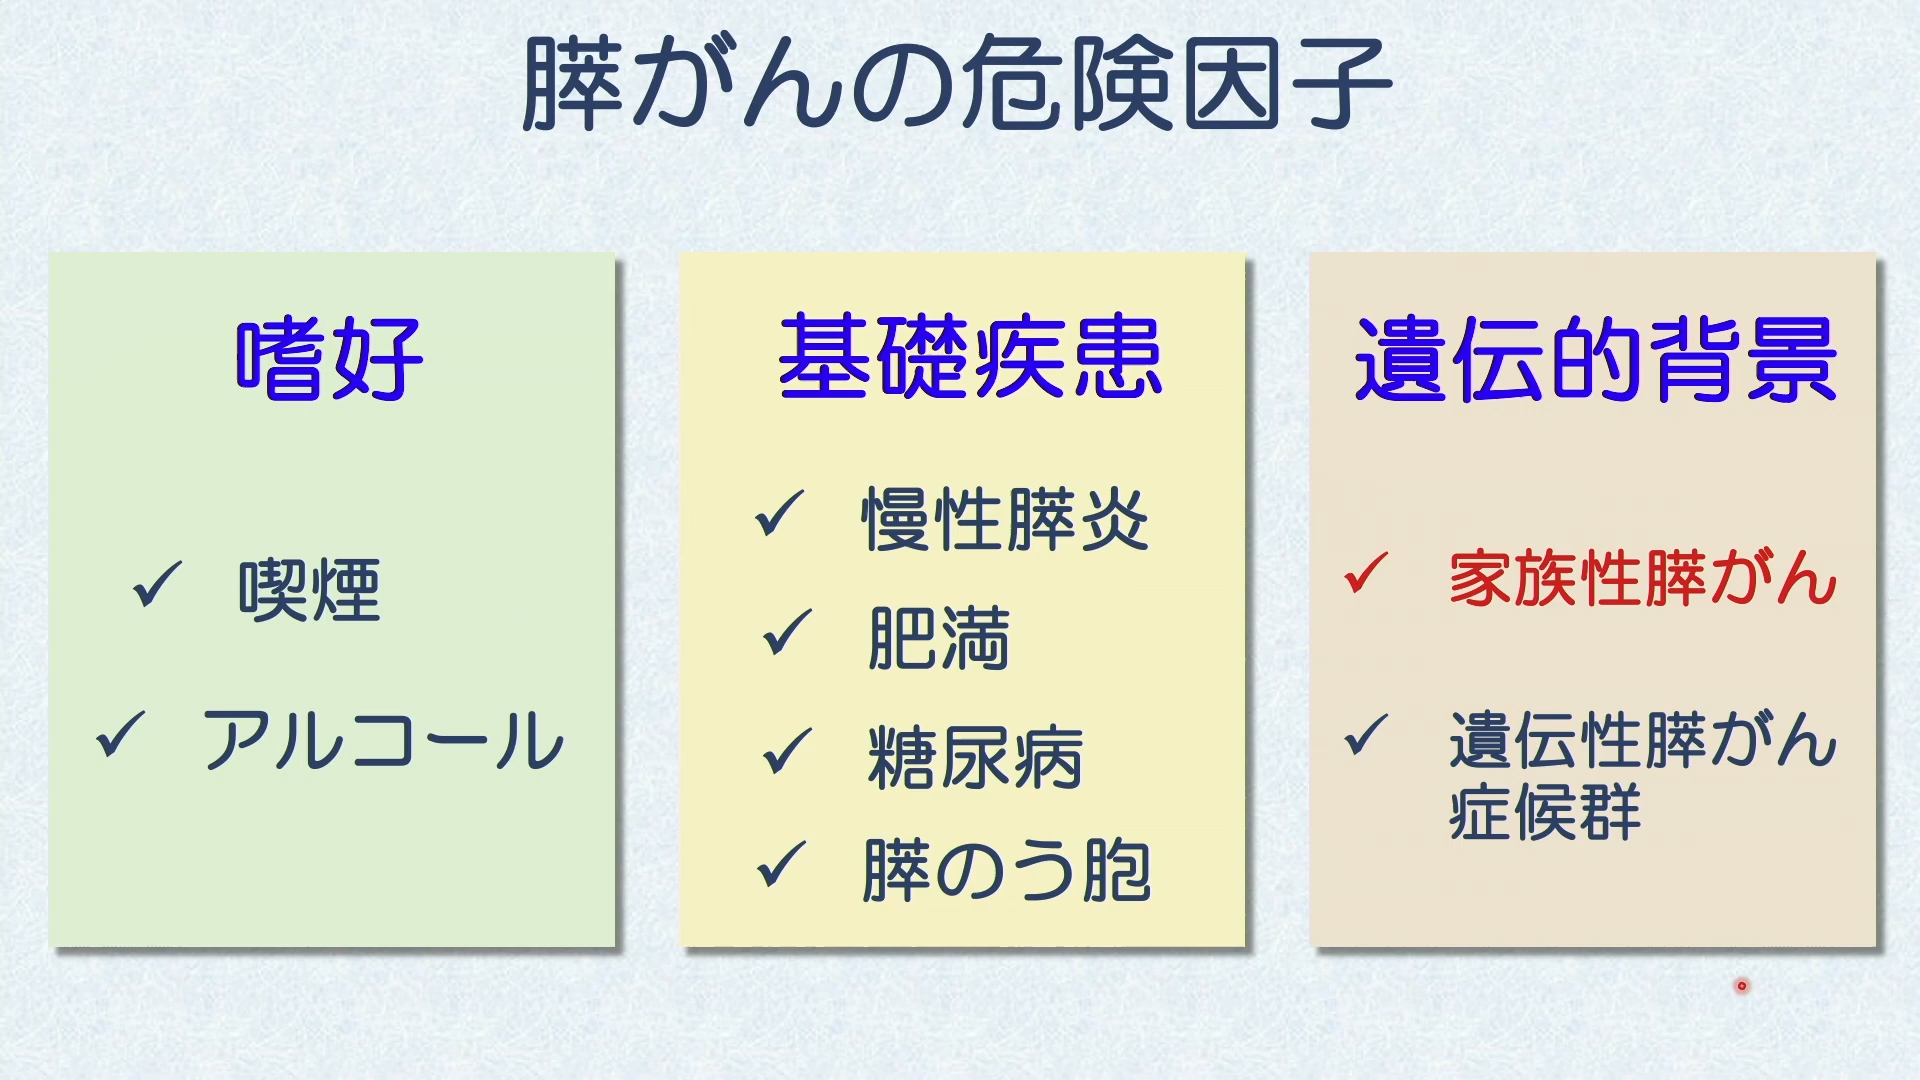 膵がんの危険因子
嗜好
✓ 喫煙
✓ アルコール
基礎疾患
✓ 慢性膵炎
✓ 肥満
✓ 糖尿病
✓ 膵のう胞
遺伝的背景
✓ 家族性膵がん
✓ 遺伝性膵がん
症候群